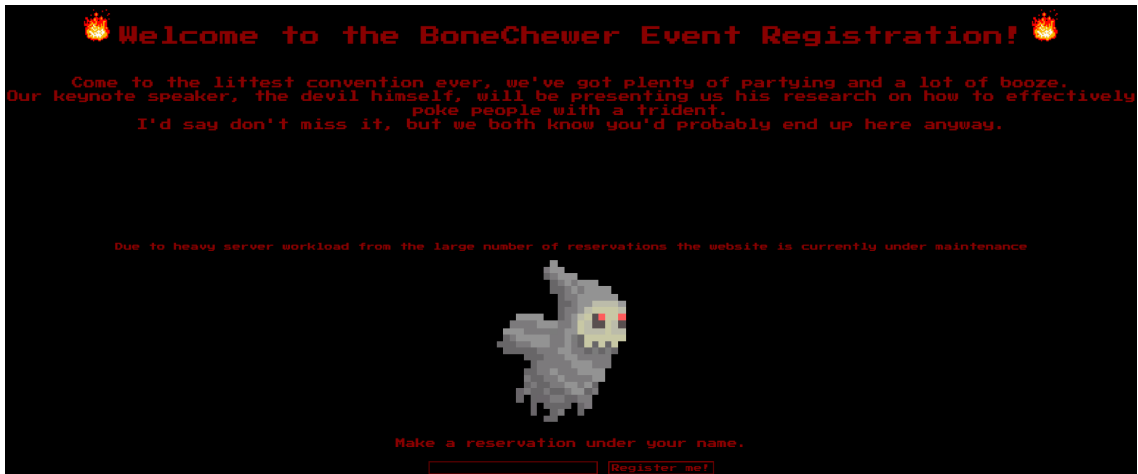 Welcome to the BoneChewer Event Registration!
Come to the littest convention ever, we've got plenty of partying and a lot of booze.
Our keynote speaker, the devil himself, will be presenting us his research on how to effectively
poke people with a trident.
I'd say don't miss it, but we both know you'd probably end up here anyway.
Due to heavy server workload from the large number of reservations the website is currently under maintenance
Make a reservation under your name.
Register me!